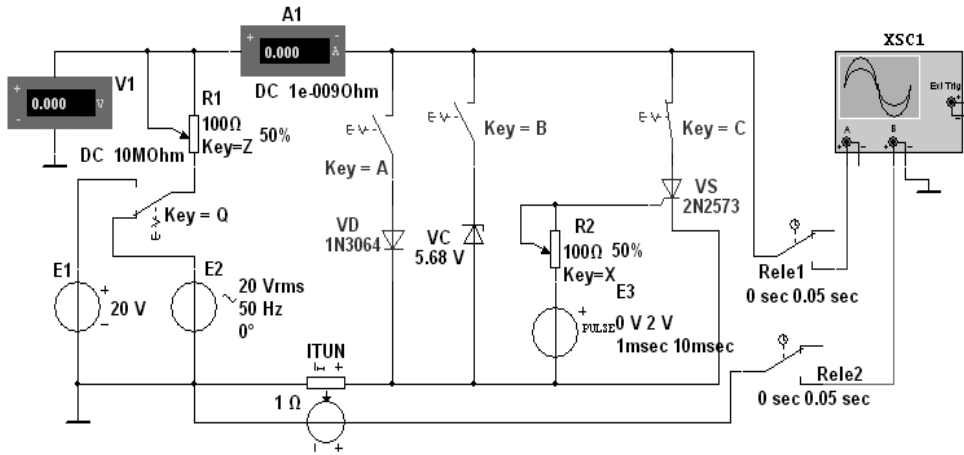 A1
+ -
0.000 A
DC 1e-009Ohm
XSC1
Ext Trig
+
-
A B
+ - + -
V1
+
0.000 V
-
DC 10MOhm
R1
100Ω
50%
Key=Z
Key = Q
Key = A
Key = B
Key = C
VD
1N3064
VC
5.68 V
VS
2N2573
R2
100Ω 50%
Key=X
E3
+
PULSE 0 V 2 V
1msec 10msec
E1
+
20 V
-
E2
20 Vrms
50 Hz
0°
ITUN
1 Ω
Rele1
0 sec 0.05 sec
Rele2
0 sec 0.05 sec